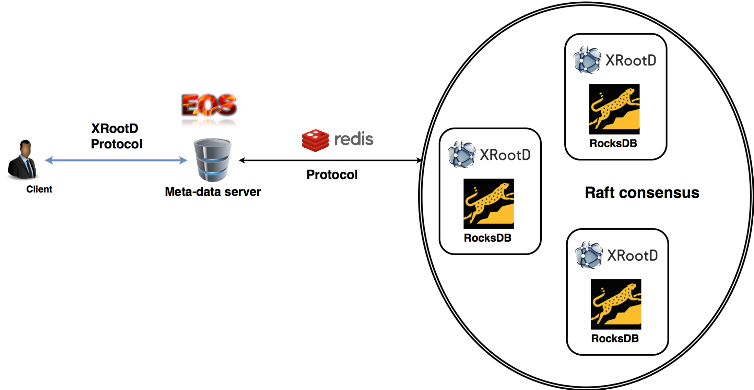 EOS
XRootD
Protocol
Client
Meta-data server
redis
Protocol
XRootD
RocksDB
XRootD
RocksDB
Raft consensus
XRootD
RocksDB